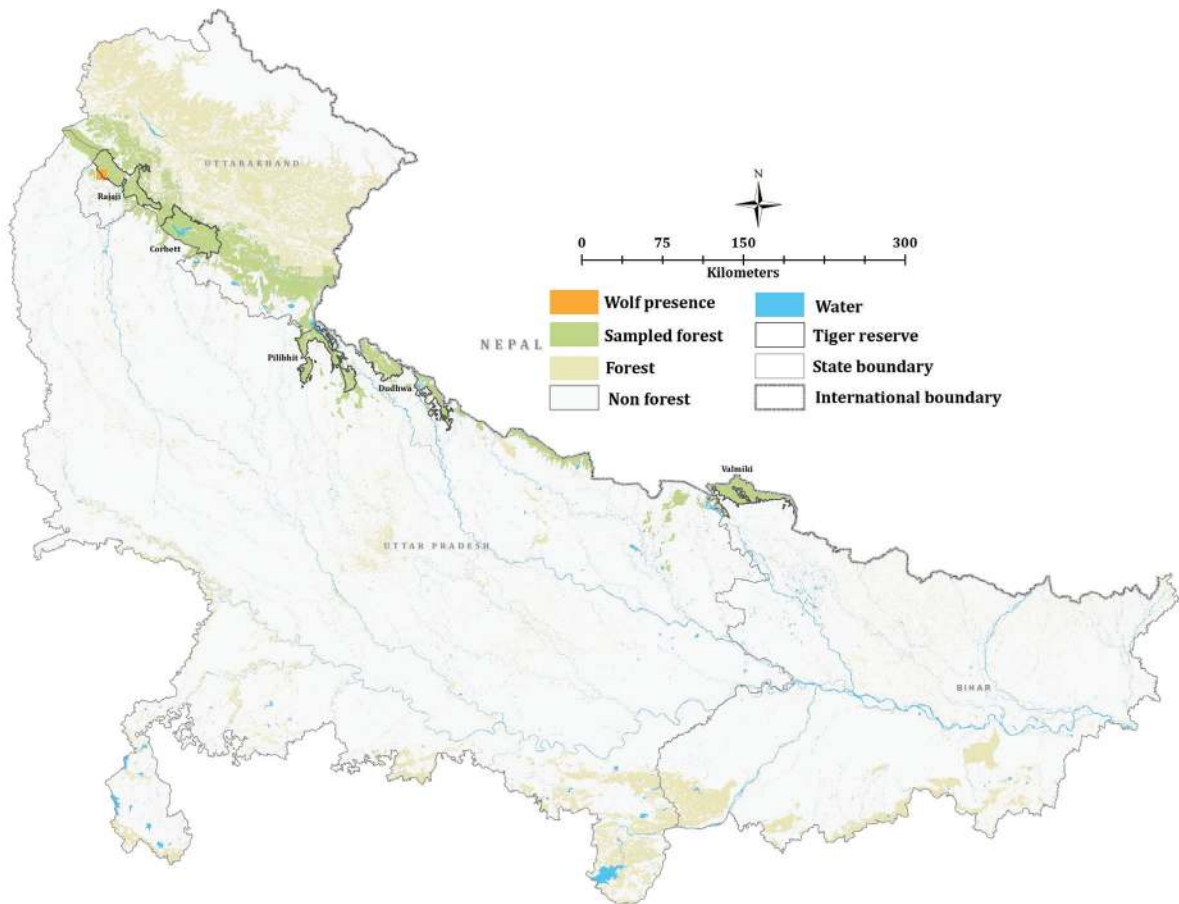 UTTARAKHAND
Rajaji
Corbett
N
0 75 150 300
Kilometers
Wolf presence
Water
Sampled forest
Tiger reserve
Forest
State boundary
Non forest
International boundary
NEPAL
Pilibhit
Dudhwa
Valmiki
UTTAR PRADESH
BIHAR